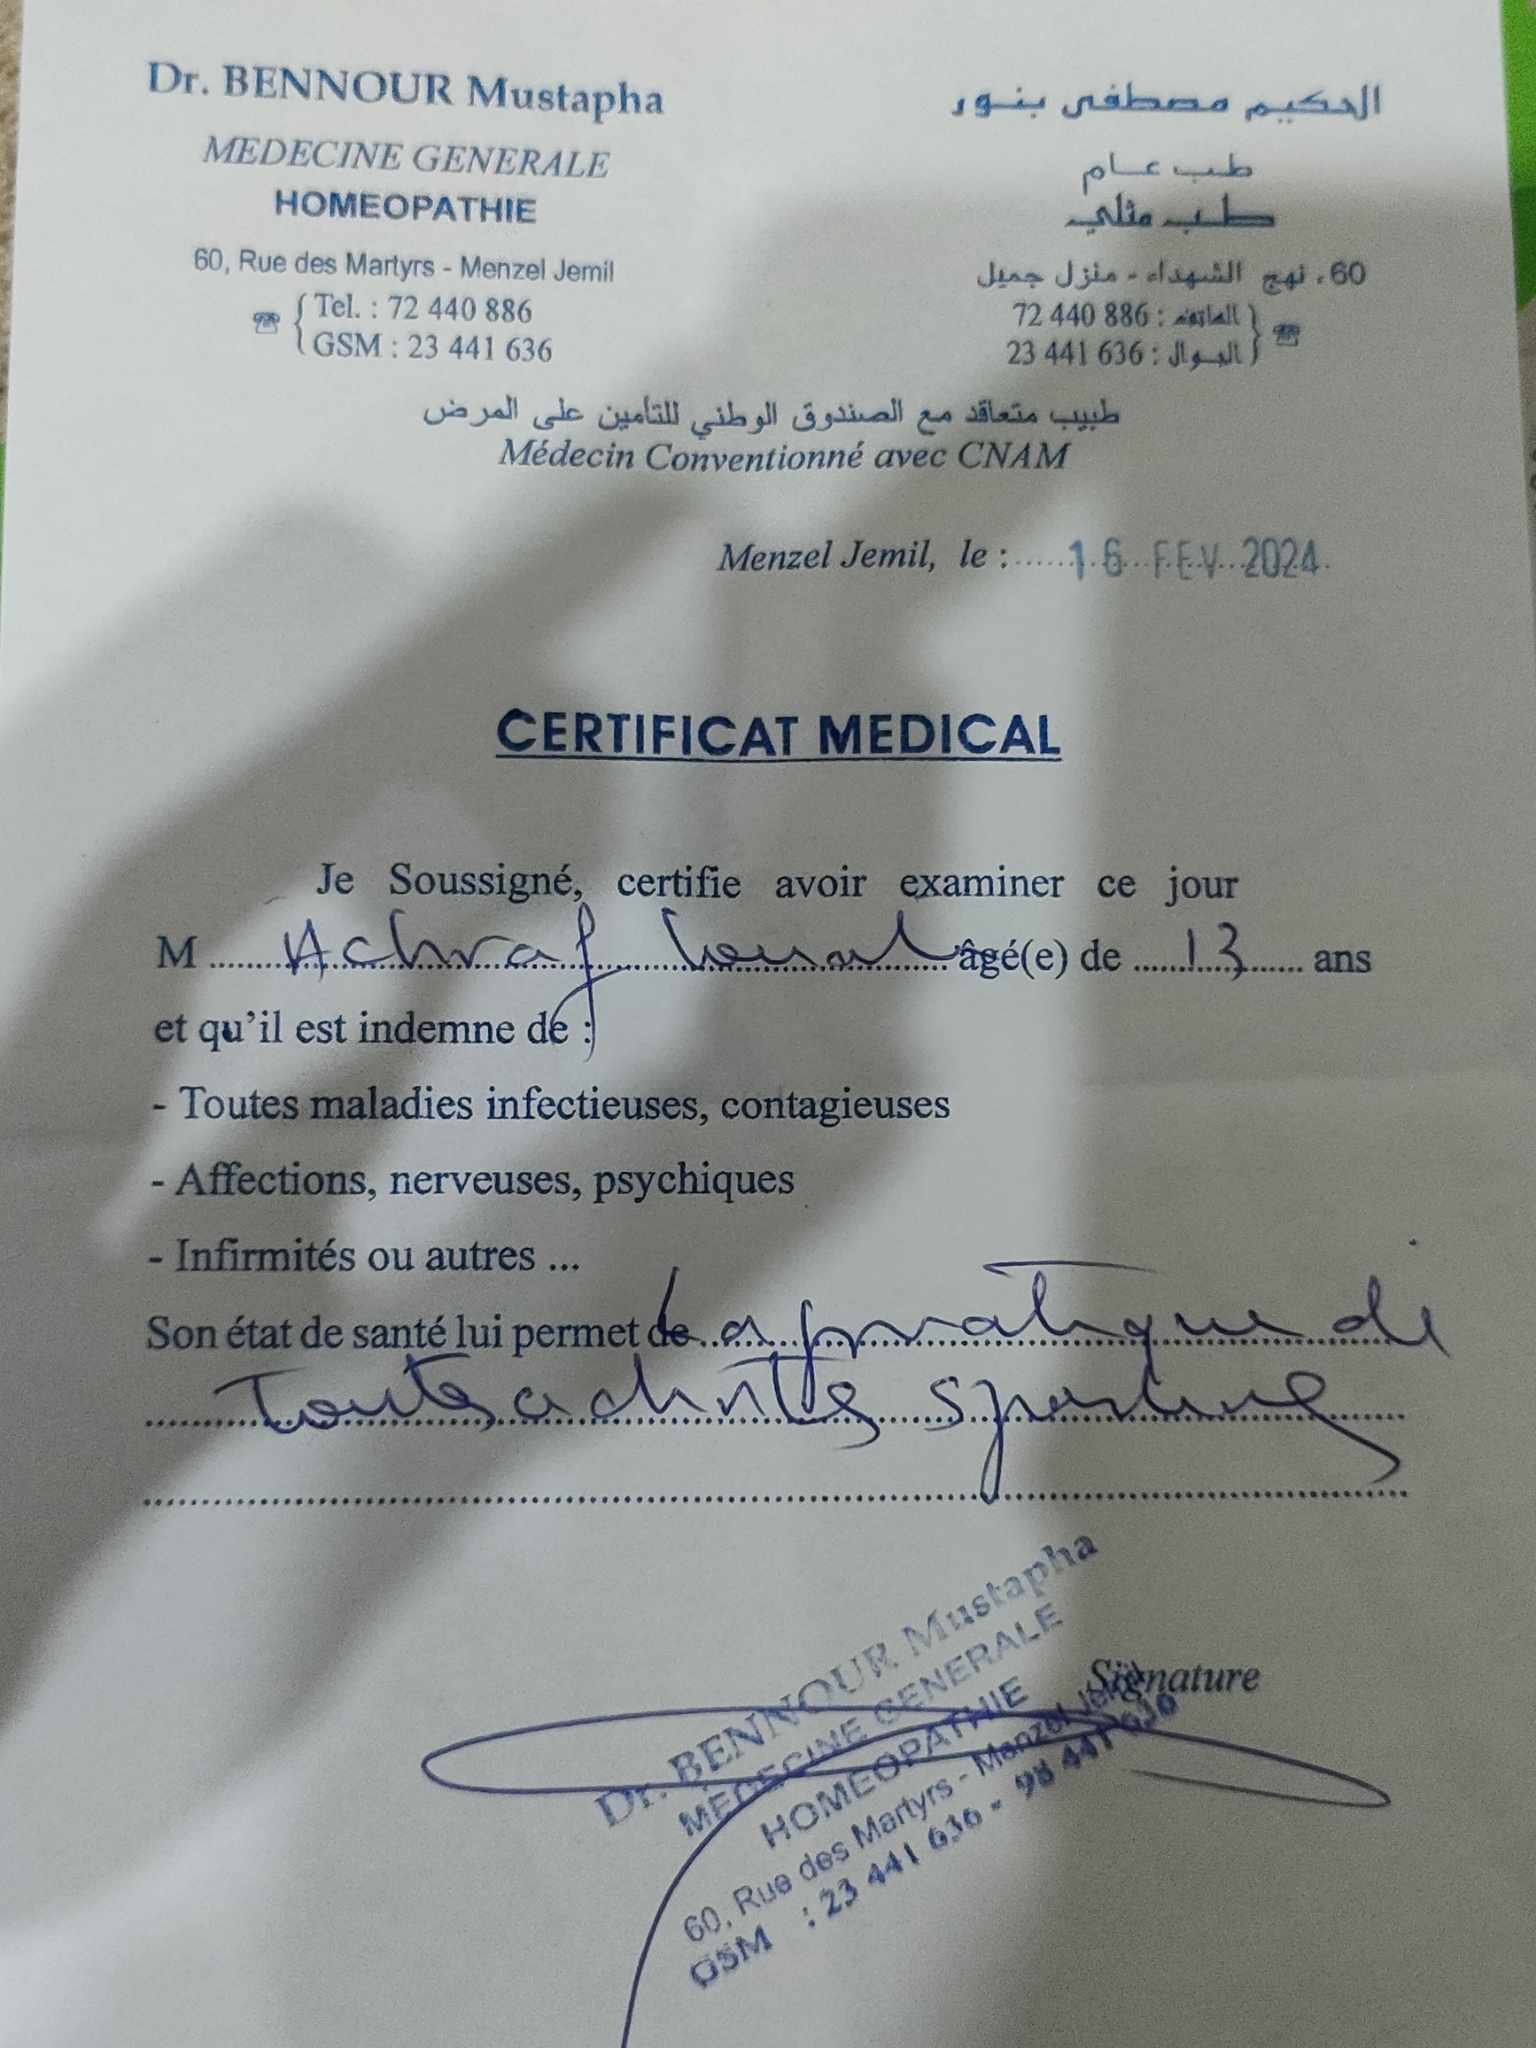 Dr. BENNOUR Mustapha
MEDECINE GENERALE
HOMEOPATHIE
60, Rue des Martyrs - Menzel Jemil
Tel. : 72 440 886
GSM : 23 441 636
الحكيم مصطفى بنور
طب عام
طب مثلي
60، نهج الشهداء - منزل جميل
الهاتف : 72 440 886
الجوال : 23 441 636
طبيب متعاقد مع الصندوق الوطني للتأمين على المرض
Médecin Conventionné avec CNAM
Menzel Jemil, le : 16 FEV 2024
CERTIFICAT MEDICAL
Je Soussigné, certifie avoir examiner ce jour
M Achraf âgé(e) de 13 ans
et qu'il est indemne de :
- Toutes maladies infectieuses, contagieuses
- Affections, nerveuses, psychiques
- Infirmités ou autres ...
Son état de santé lui permet de La pratique de
Toutes activités sportives
Signature
Dr. BENNOUR Mustapha
MEDECINE GENERALE
HOMEOPATHIE
60, Rue des Martyrs - Menzel Jemil
GSM : 23 441 636 - 98 441 636